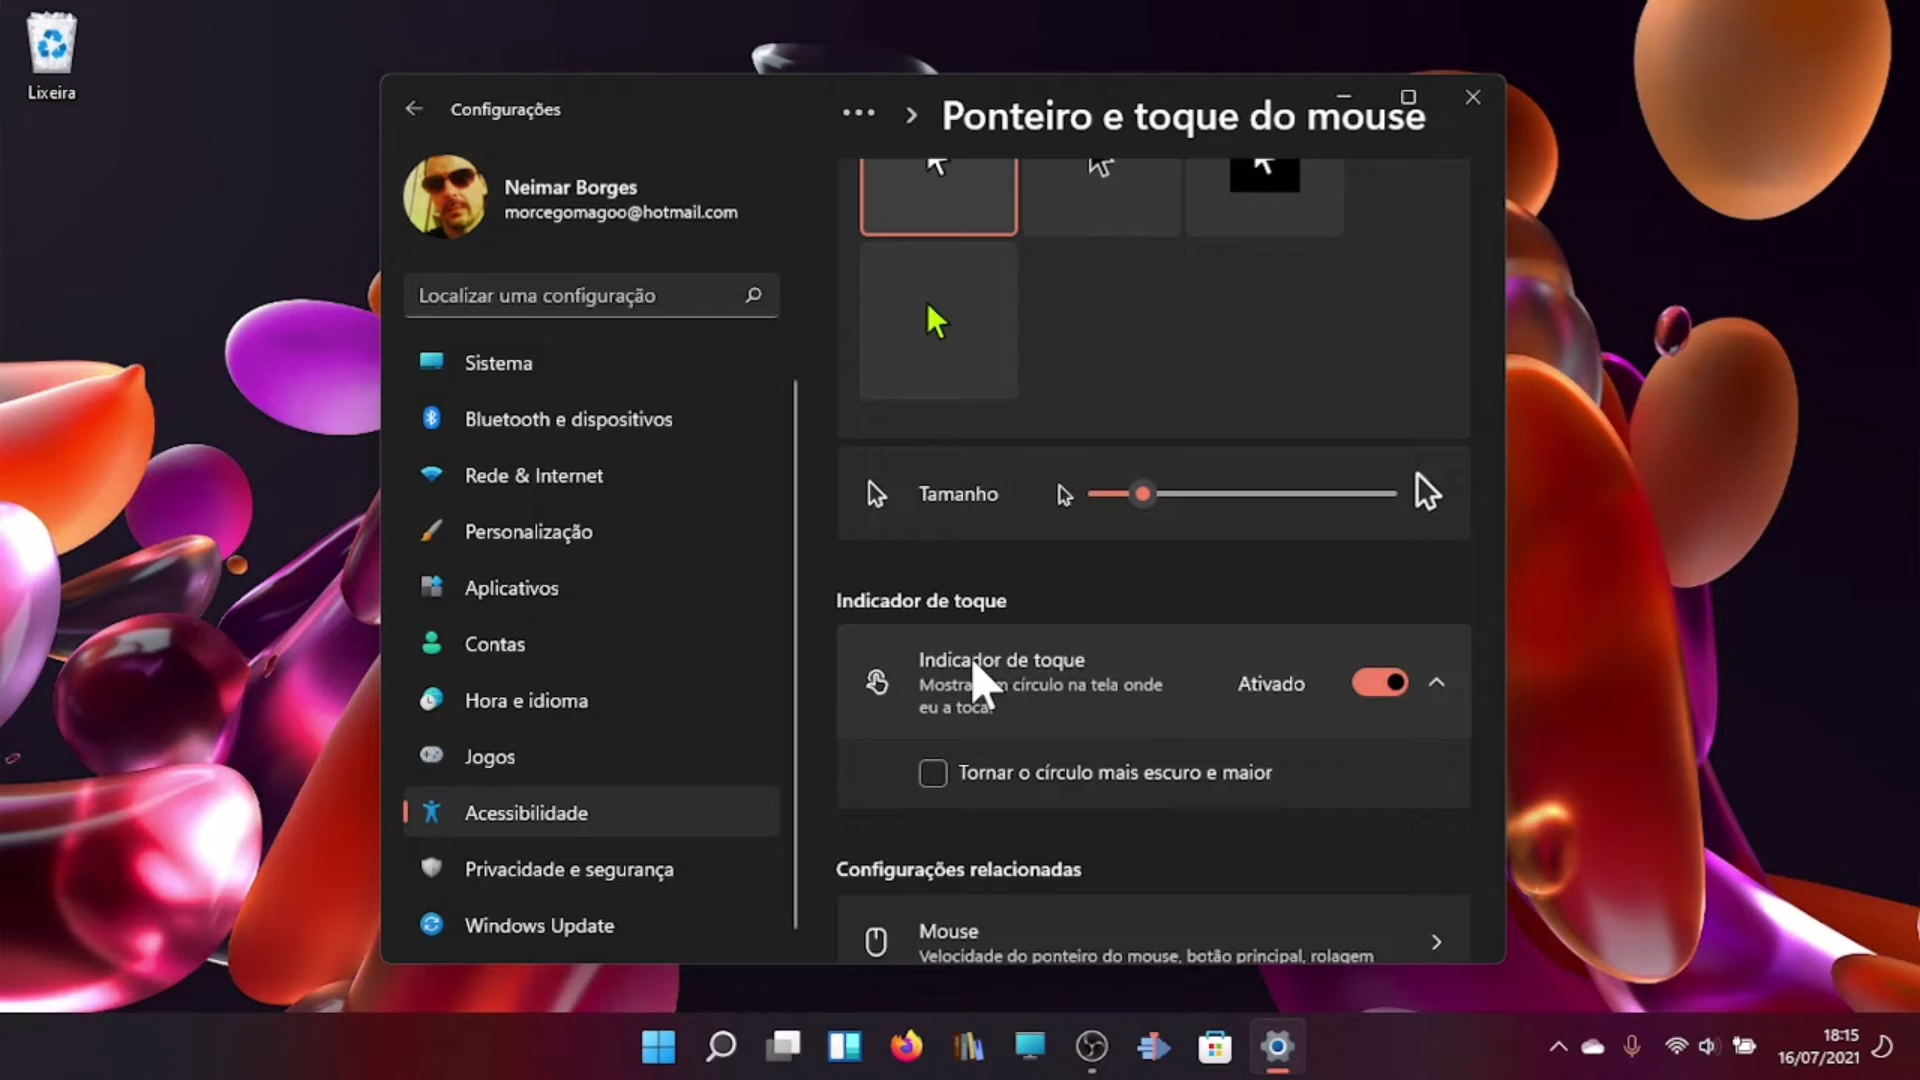 Lixeira
Configurações
Neimar Borges
morcegomagoo@hotmail.com
Localizar uma configuração
Sistema
Bluetooth e dispositivos
Rede & Internet
Personalização
Aplicativos
Contas
Hora e idioma
Jogos
Acessibilidade
Privacidade e segurança
Windows Update
... > Ponteiro e toque do mouse
Tamanho
Indicador de toque
Indicador de toque
Mostra círculo na tela onde
eu a tocar
Ativado
Tornar o círculo mais escuro e maior
Configurações relacionadas
Mouse
Velocidade do ponteiro do mouse, botão principal, rolagem
18:15
16/07/2021